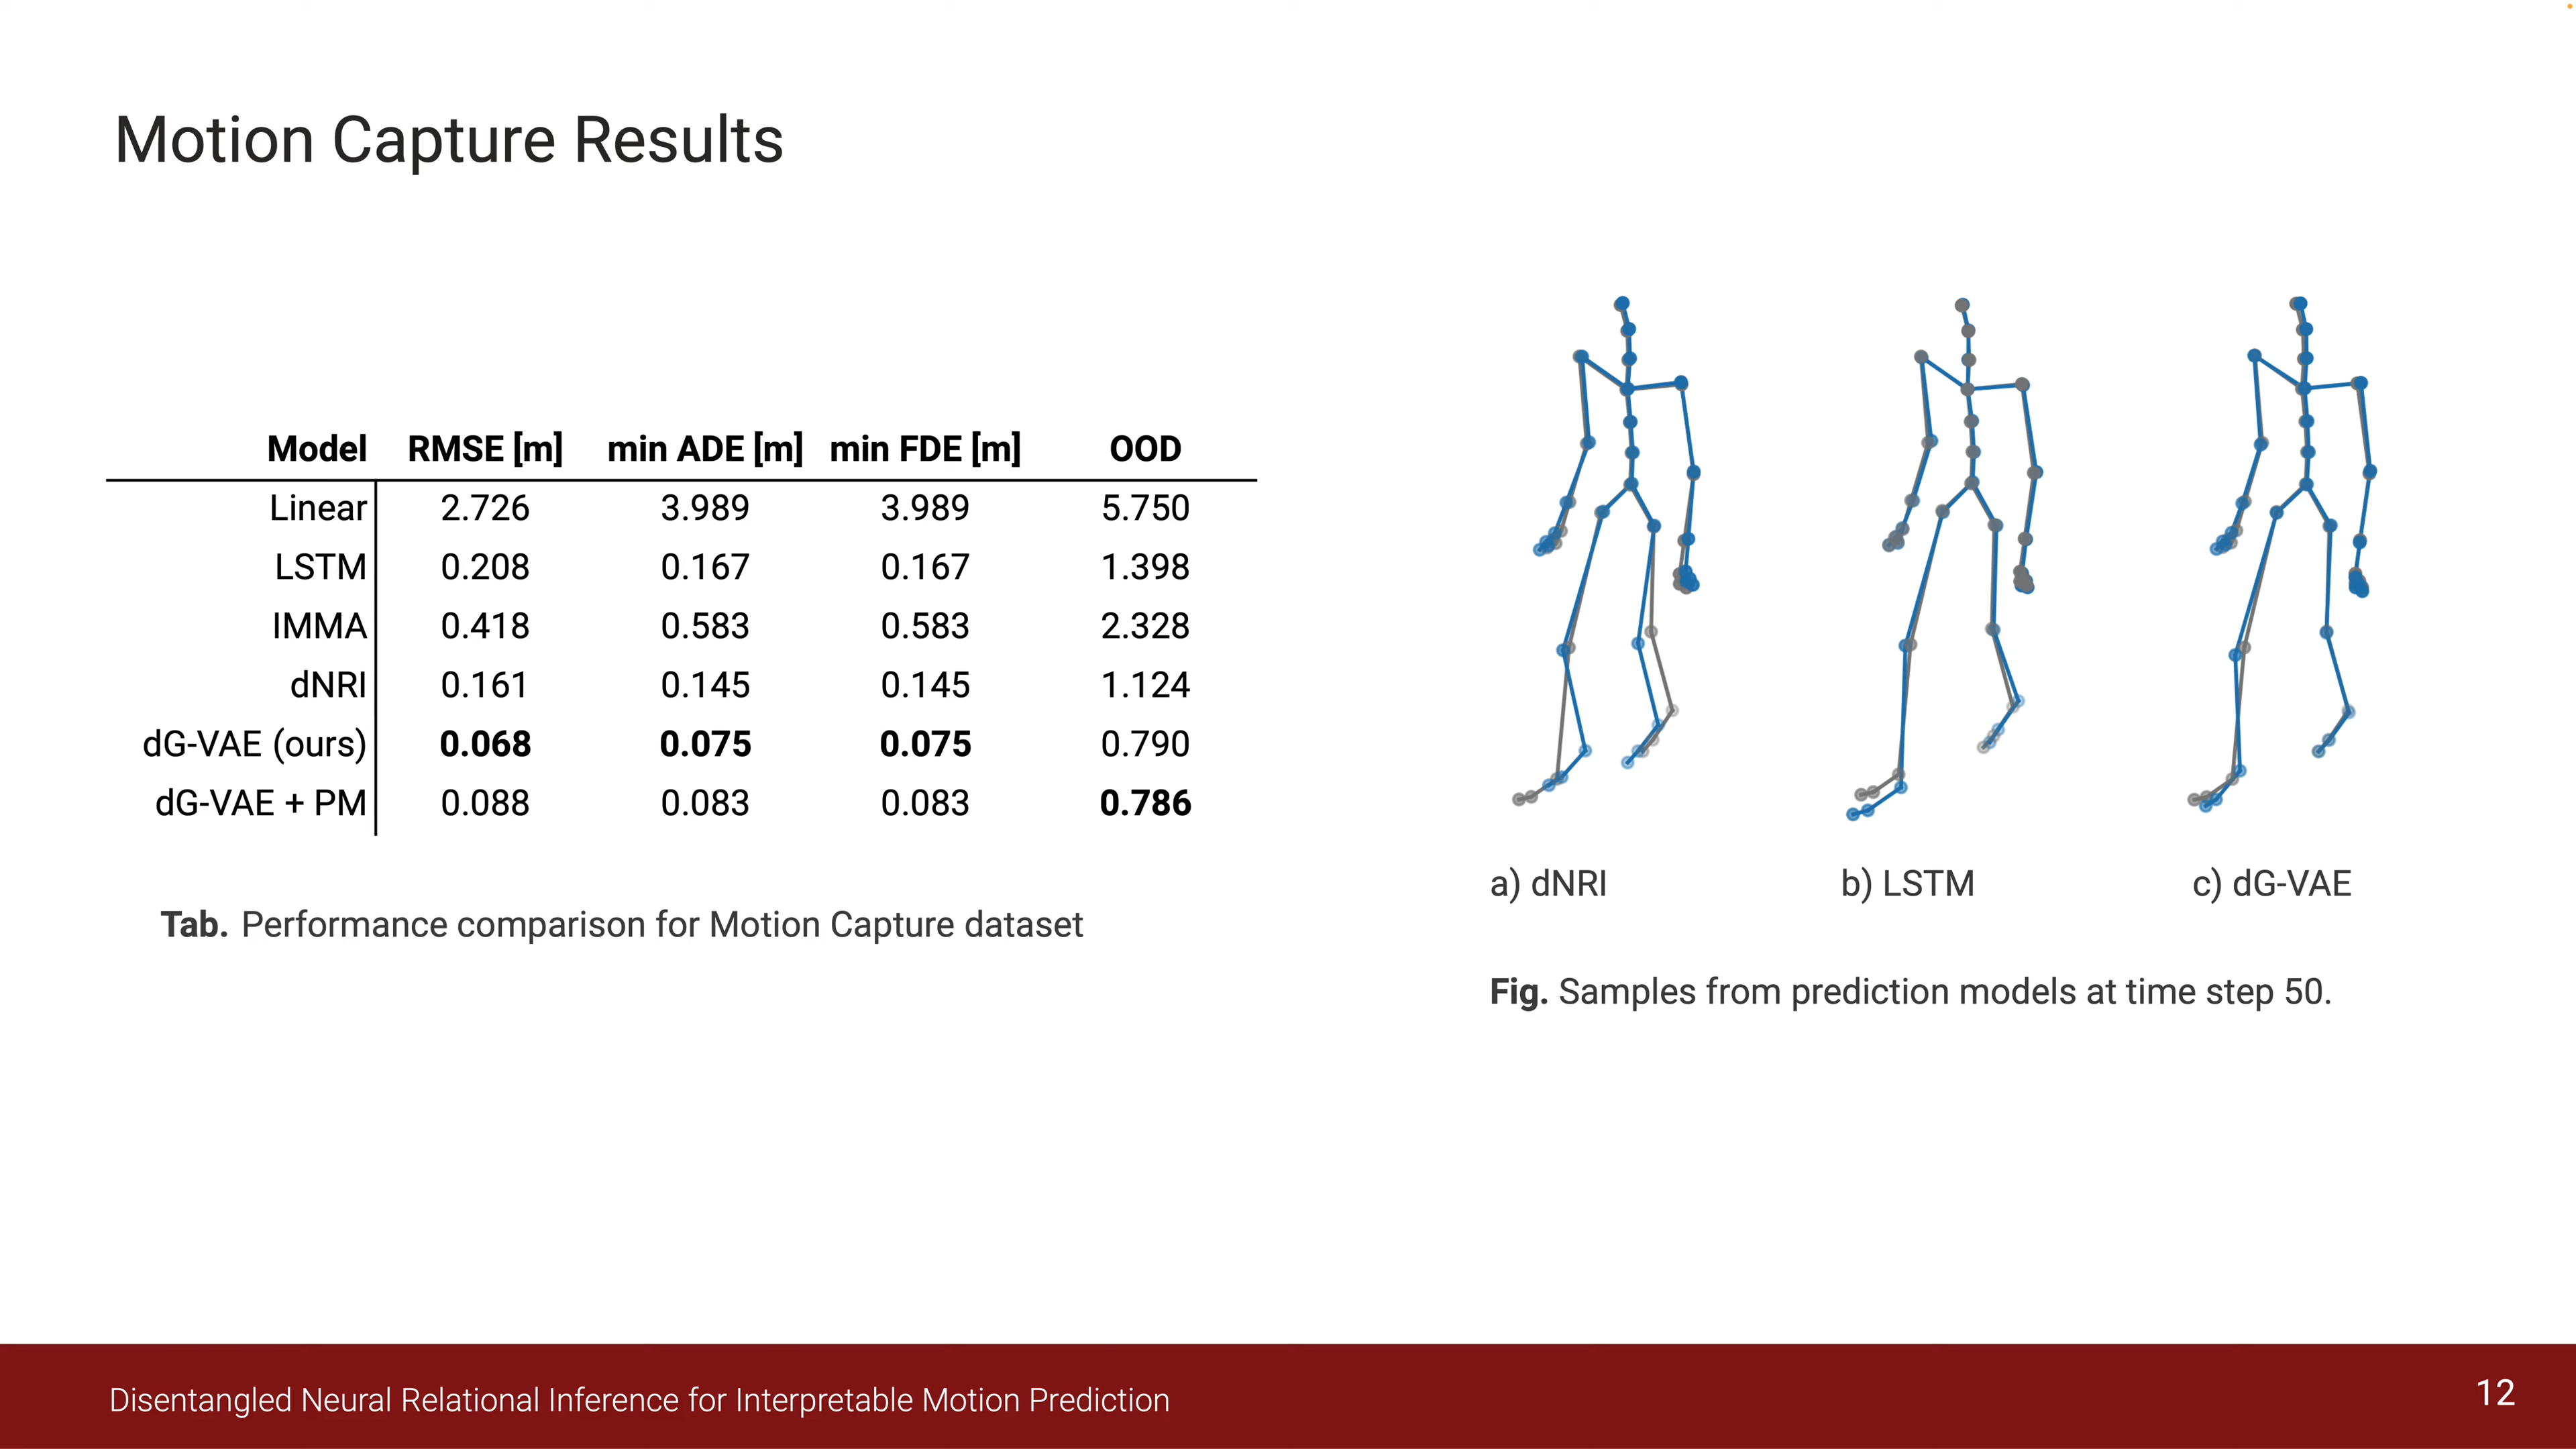 Motion Capture Results
Model RMSE [m] min ADE [m] min FDE [m] OOD
Linear 2.726 3.989 3.989 5.750
LSTM 0.208 0.167 0.167 1.398
IMMA 0.418 0.583 0.583 2.328
dNRI 0.161 0.145 0.145 1.124
dG-VAE (ours) 0.068 0.075 0.075 0.790
dG-VAE + PM 0.088 0.083 0.083 0.786
Tab. Performance comparison for Motion Capture dataset
a) dNRI b) LSTM c) dG-VAE
Fig. Samples from prediction models at time step 50.
Disentangled Neural Relational Inference for Interpretable Motion Prediction
12